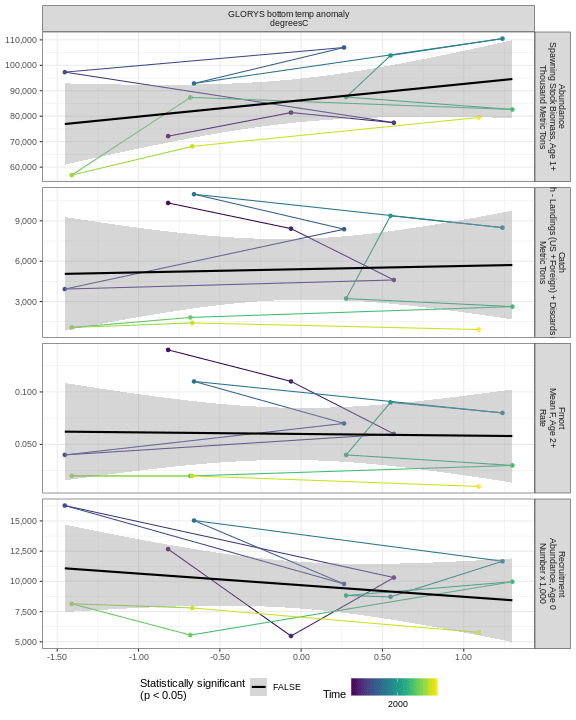 GLORYS bottom temp anomaly
degreesC
110,000
100,000
90,000
80,000
70,000
60,000
Abundance
Spawning Stock Biomass, Age 1+
Thousand Metric Tons
9,000
6,000
3,000
Catch
h - Landings (US +Foreign) + Discards
Metric Tons
0.100
0.050
Fmort
Mean F, Age 2+
Rate
15,000
12,500
10,000
7,500
5,000
Recruitment
Abundance, Age 0
Number x 1,000
-1.50
-1.00
-0.50
0.00
0.50
1.00
Statistically significant
(p < 0.05)
FALSE
Time
2000